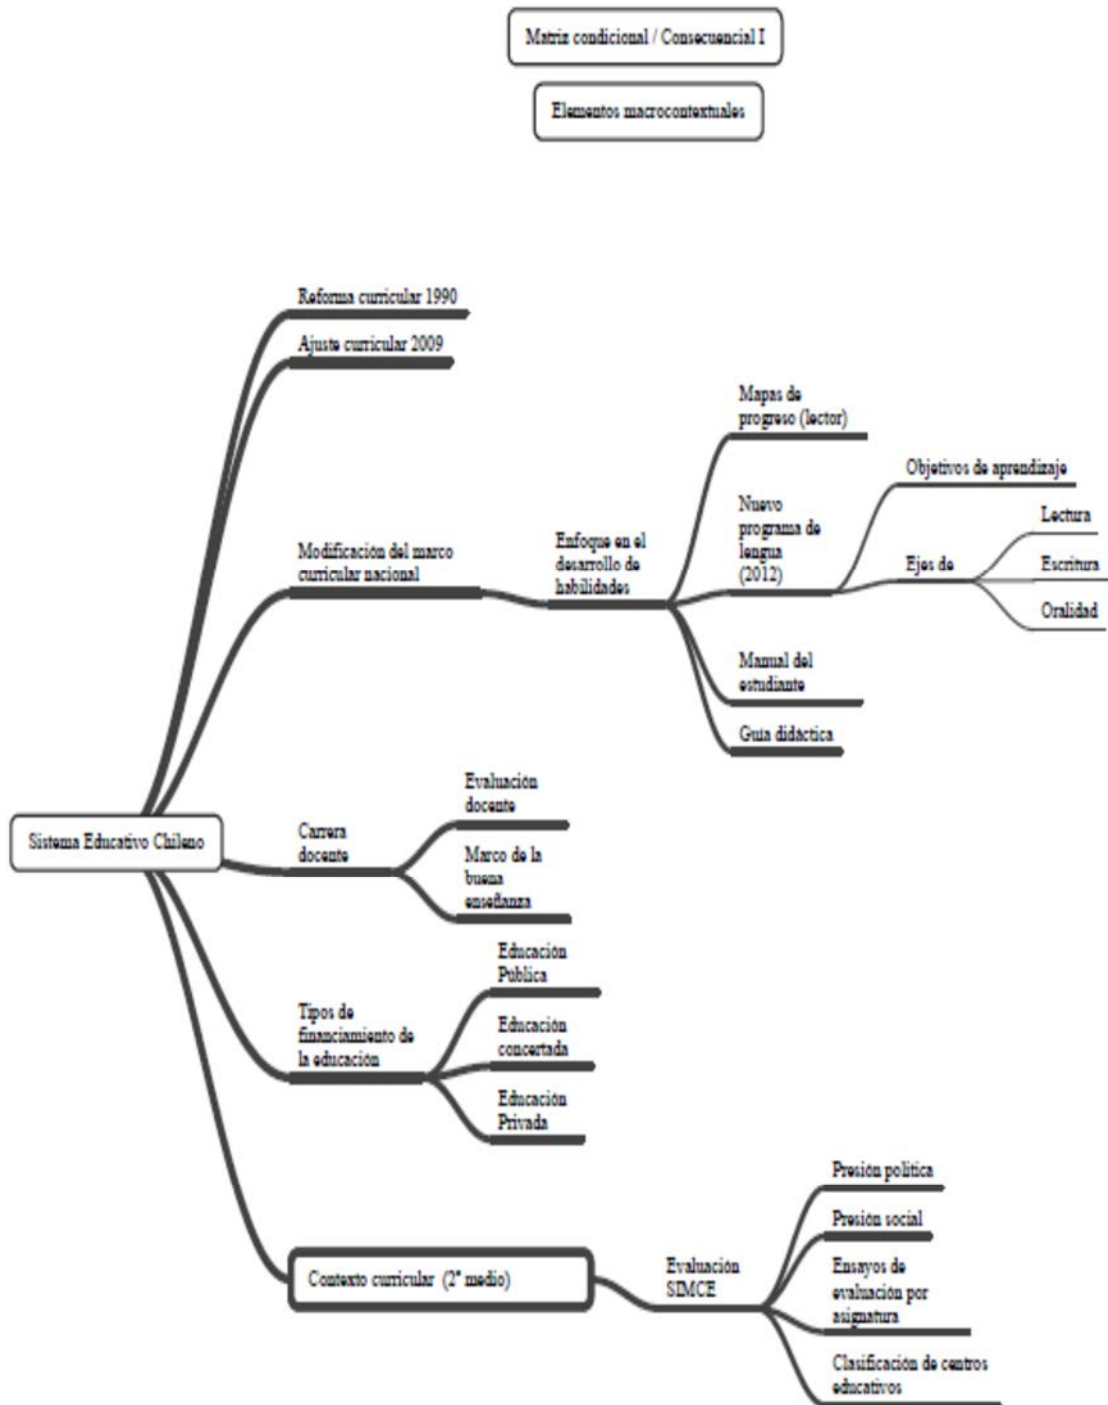 Matriz condicional / Consecuencial I
Elementos macrocontextuales
Reforma curricular 1990
Ajuste curricular 2009
Mapas de
progreso (lector)
Objetivos de aprendizaje
Nuevo
programa de
lengua
(2012)
Lectura
Ejes de
Escritura
Oralidad
Modificación del marco
curricular nacional
Enfoque en el
desarrollo de
habilidades
Manual del
estudiante
Guía didáctica
Sistema Educativo Chileno
Carrera
docente
Evaluación
docente
Marco de la
buena
enseñanza
Tipos de
financiamiento de
la educación
Educación
Pública
Educación
concertada
Educación
Privada
Contexto curricular (2° medio)
Evaluación
SIMCE
Presión política
Presión social
Ensayos de
evaluación por
asignatura
Clasificación de centros
educativos